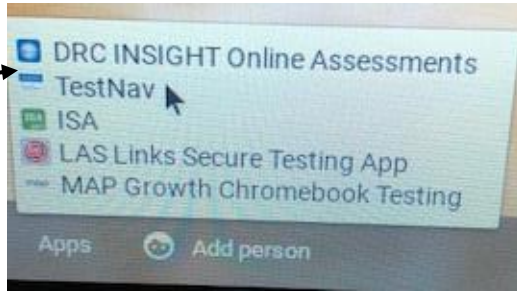 DRC INSIGHT Online Assessments
TestNav
ISA
LAS Links Secure Testing App
MAP Growth Chromebook Testing
Apps Add person